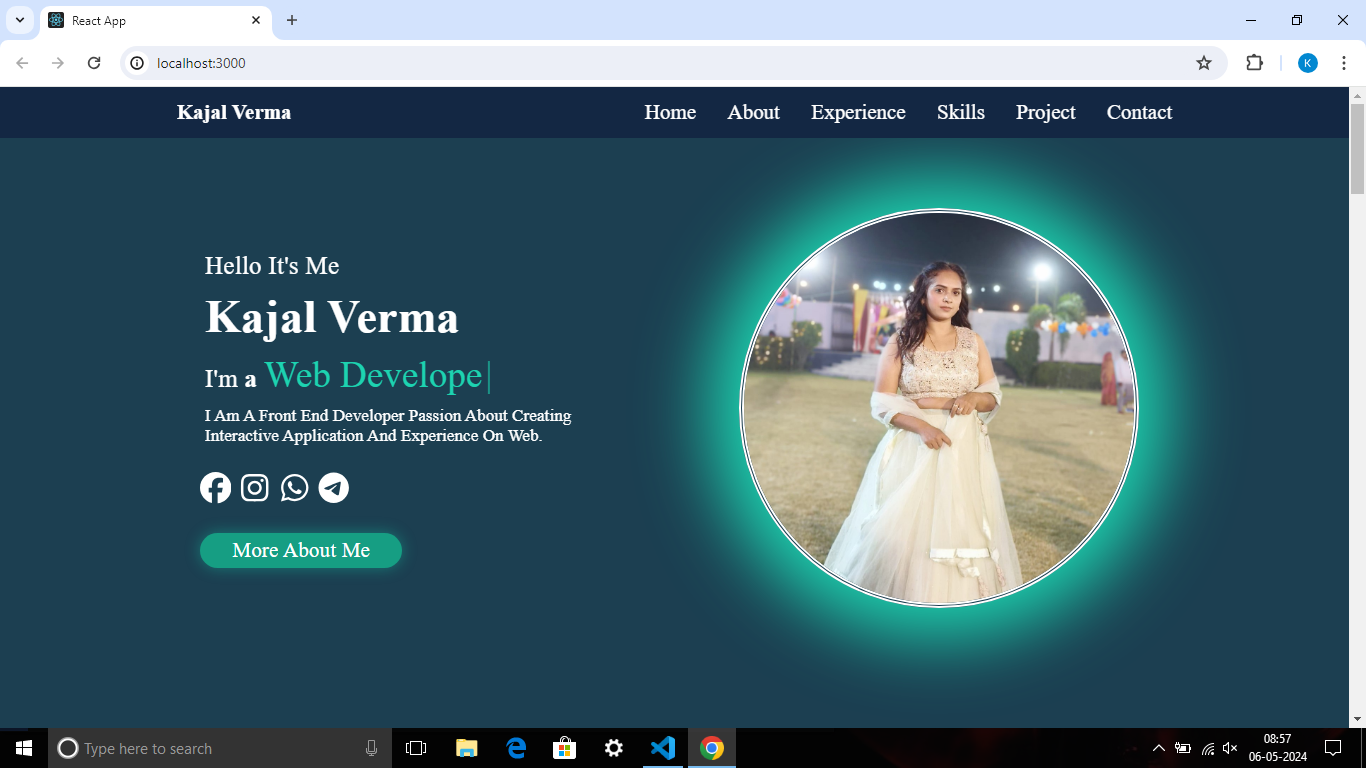 React App
localhost:3000
K
Kajal Verma Home About Experience Skills Project Contact
Hello It's Me
Kajal Verma
I'm a Web Develope|
I Am A Front End Developer Passion About Creating
Interactive Application And Experience On Web.
More About Me
Type here to search
08:57
06-05-2024